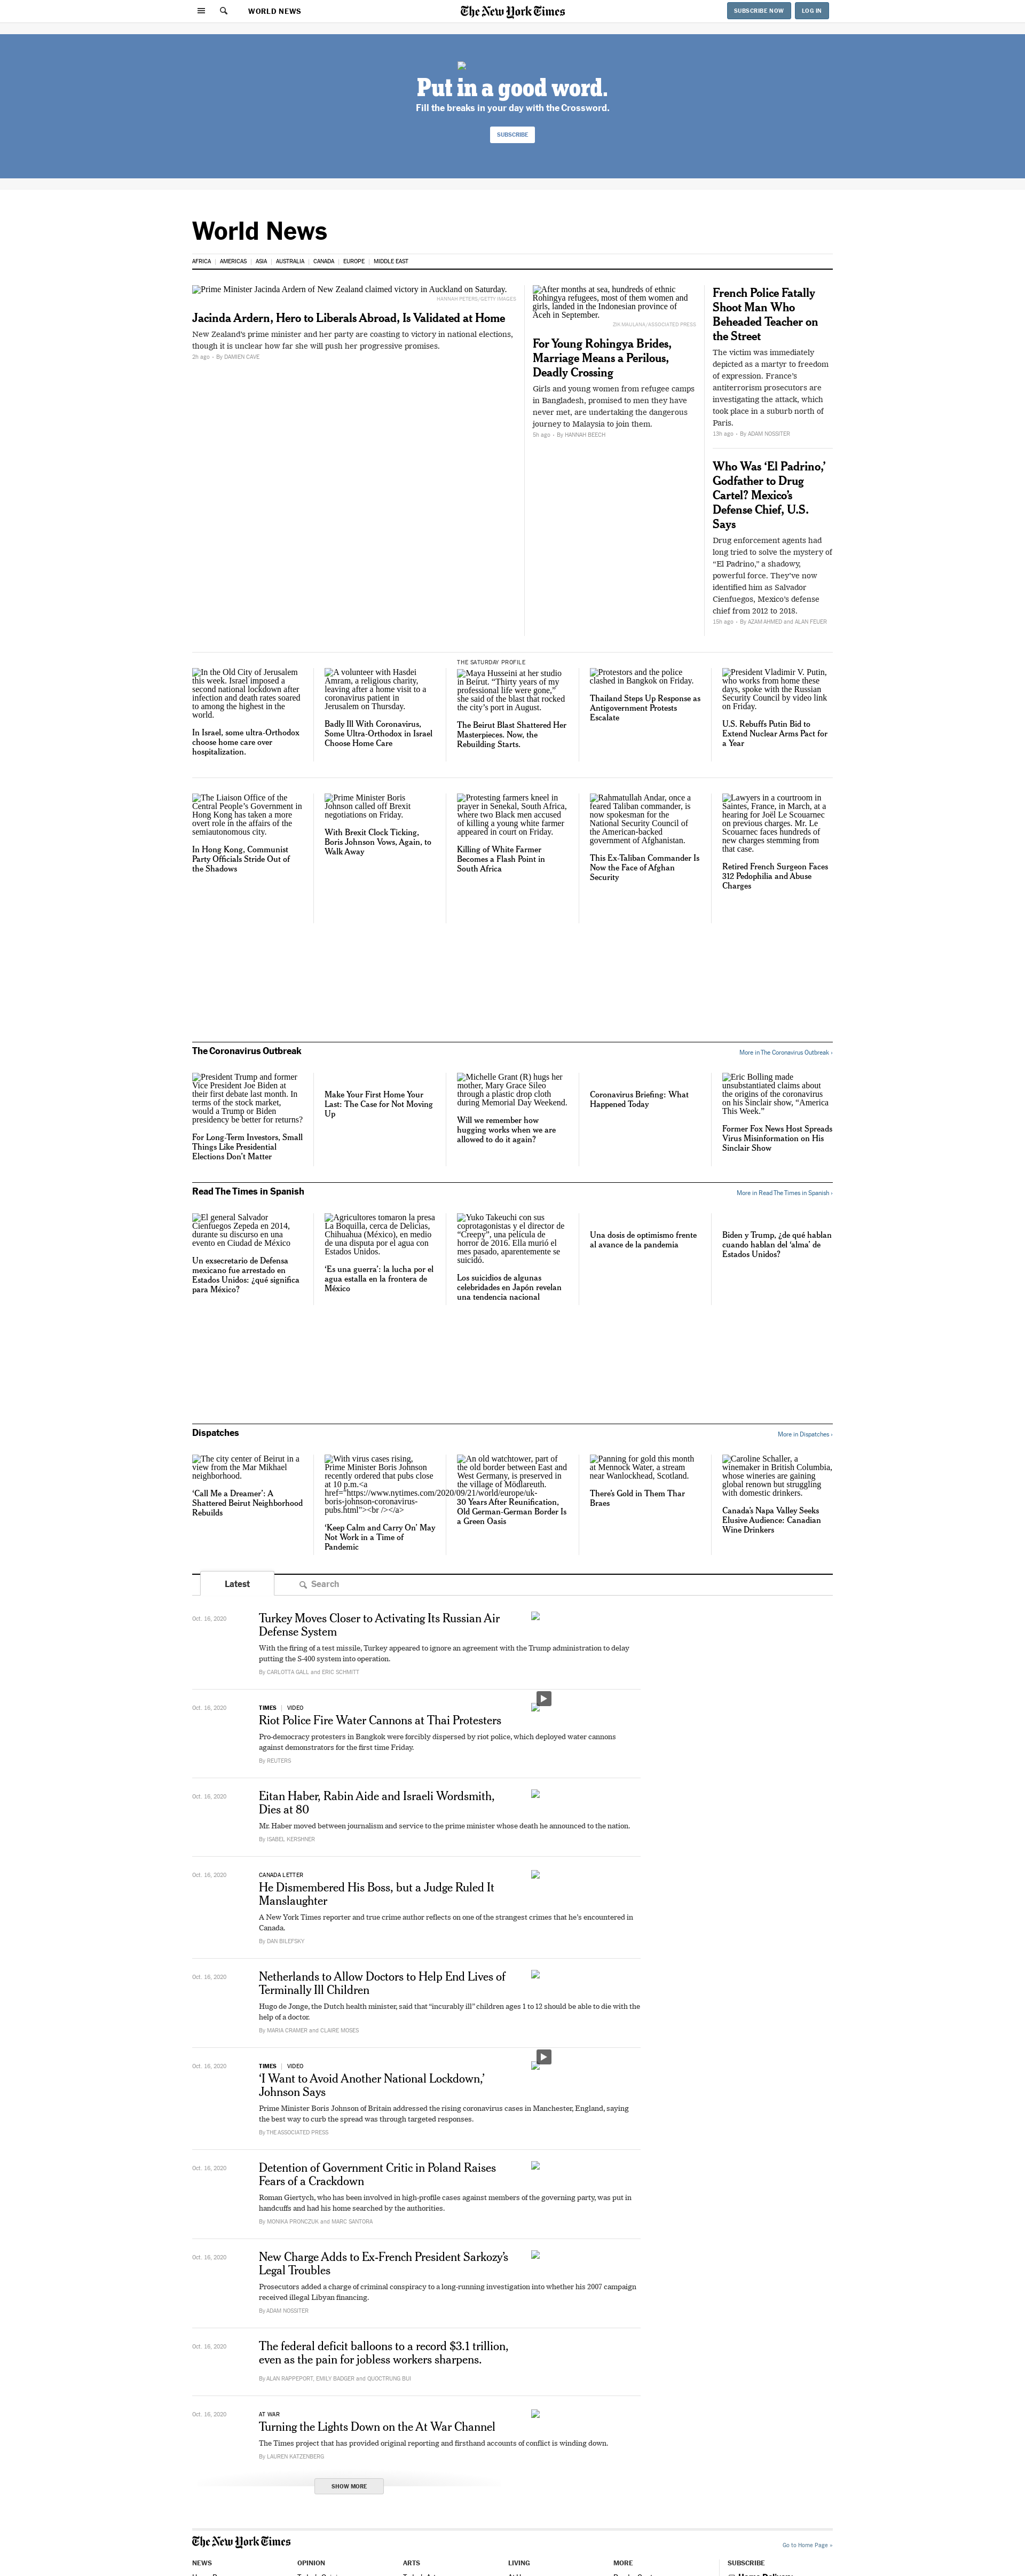 WORLD NEWS
The New York Times
SUBSCRIBE NOW
LOG IN
Put in a good word.
Fill the breaks in your day with the Crossword.
SUBSCRIBE
World News
AFRICA | AMERICAS | ASIA | AUSTRALIA | CANADA | EUROPE | MIDDLE EAST
Prime Minister Jacinda Ardern of New Zealand claimed victory in Auckland on Saturday.
HANNAH PETERS/GETTY IMAGES
Jacinda Ardern, Hero to Liberals Abroad, Is Validated at Home
New Zealand's prime minister and her party are coasting to victory in national elections,
though it is unclear how far she will push her progressive promises.
2h ago - By DAMIEN CAVE
After months at sea, hundreds of ethnic
Rohingya refugees, most of them women and
girls, landed in the Indonesian province of
Aceh in September.
ZIK MAULANA/ASSOCIATED PRESS
For Young Rohingya Brides,
Marriage Means a Perilous,
Deadly Crossing
Girls and young women from refugee camps
in Bangladesh, promised to men they have
never met, are undertaking the dangerous
journey to Malaysia to join them.
5h ago - By HANNAH BEECH
French Police Fatally
Shoot Man Who
Beheaded Teacher on
the Street
The victim was immediately
depicted as a martyr to freedom
of expression. France's
antiterrorism prosecutors are
investigating the attack, which
took place in a suburb north of
Paris.
13h ago - By ADAM NOSSITER
Who Was ‘El Padrino,’
Godfather to Drug
Cartel? Mexico’s
Defense Chief, U.S.
Says
Drug enforcement agents had
long tried to solve the mystery of
“El Padrino,” a shadowy,
powerful force. They’ve now
identified him as Salvador
Cienfuegos, Mexico’s defense
chief from 2012 to 2018.
15h ago - By AZAM AHMED and ALAN FEUER
In the Old City of Jerusalem
this week. Israel imposed a
second national lockdown after
infection and death rates soared
to among the highest in the
world.
In Israel, some ultra-Orthodox
choose home care over
hospitalization.
A volunteer with Hasdei
Amram, a religious charity,
leaving after a home visit to a
coronavirus patient in
Jerusalem on Thursday.
Badly Ill With Coronavirus,
Some Ultra-Orthodox in Israel
Choose Home Care
THE SATURDAY PROFILE
Maya Husseini at her studio
in Beirut. “Thirty years of my
professional life were gone,”
she said of the blast that rocked
the city’s port in August.
The Beirut Blast Shattered Her
Masterpieces. Now, the
Rebuilding Starts.
Protestors and the police
clashed in Bangkok on Friday.
Thailand Steps Up Response as
Antigovernment Protests
Escalate
President Vladimir V. Putin,
who works from home these
days, spoke with the Russian
Security Council by video link
on Friday.
U.S. Rebuffs Putin Bid to
Extend Nuclear Arms Pact for
a Year
The Liaison Office of the
Central People’s Government in
Hong Kong has taken a more
overt role in the affairs of the
semiautonomous city.
In Hong Kong, Communist
Party Officials Stride Out of
the Shadows
Prime Minister Boris
Johnson called off Brexit
negotiations on Friday.
With Brexit Clock Ticking,
Boris Johnson Vows, Again, to
Walk Away
Protesting farmers kneel in
prayer in Senekal, South Africa,
where two Black men accused
of killing a young white farmer
appeared in court on Friday.
Killing of White Farmer
Becomes a Flash Point in
South Africa
Rahmatullah Andar, once a
feared Taliban commander, is
now spokesman for the
National Security Council of
the American-backed
government of Afghanistan.
This Ex-Taliban Commander Is
Now the Face of Afghan
Security
Lawyers in a courtroom in
Saintes, France, in March, at a
hearing for Joël Le Scouarnec
on previous charges. Mr. Le
Scouarnec faces hundreds of
new charges stemming from
that case.
Retired French Surgeon Faces
312 Pedophilia and Abuse
Charges
The Coronavirus Outbreak
More in The Coronavirus Outbreak ›
President Trump and former
Vice President Joe Biden at
their first debate last month. In
terms of the stock market,
would a Trump or Biden
presidency be better for returns?
For Long-Term Investors, Small
Things Like Presidential
Elections Don’t Matter
Make Your First Home Your
Last: The Case for Not Moving
Up
Michelle Grant (R) hugs her
mother, Mary Grace Sileo
through a plastic drop cloth
during Memorial Day Weekend.
Will we remember how
hugging works when we are
allowed to do it again?
Coronavirus Briefing: What
Happened Today
Eric Bolling made
unsubstantiated claims about
the origins of the coronavirus
on his Sinclair show, “America
This Week.”
Former Fox News Host Spreads
Virus Misinformation on His
Sinclair Show
Read The Times in Spanish
More in Read The Times in Spanish ›
El general Salvador
Cienfuegos Zepeda en 2014,
durante su discurso en una
evento en Ciudad de México
Un exsecretario de Defensa
mexicano fue arrestado en
Estados Unidos: ¿qué significa
para México?
Agricultores tomaron la presa
La Boquilla, cerca de Delicias,
Chihuahua (México), en medio
de una disputa por el agua con
Estados Unidos.
‘Es una guerra’: la lucha por el
agua estalla en la frontera de
México
Yuko Takeuchi con sus
coprotagonistas y el director de
“Creepy”, una película de
horror de 2016. Ella murió el
mes pasado, aparentemente se
suicidó.
Los suicidios de algunas
celebridades en Japón revelan
una tendencia nacional
Una dosis de optimismo frente
al avance de la pandemia
Biden y Trump, ¿de qué hablan
cuando hablan del ‘alma’ de
Estados Unidos?
Dispatches
More in Dispatches ›
The city center of Beirut in a
view from the Mar Mikhael
neighborhood.
‘Call Me a Dreamer’: A
Shattered Beirut Neighborhood
Rebuilds
With virus cases rising,
Prime Minister Boris Johnson
recently ordered that pubs close
at 10 p.m.<a
href="https://www.nytimes.com/2020/09/21/world/europe/uk-
boris-johnson-coronavirus-
pubs.html"><br /></a>
‘Keep Calm and Carry On’ May
Not Work in a Time of
Pandemic
An old watchtower, part of
the old border between East and
West Germany, is preserved in
the village of Mödlareuth.
30 Years After Reunification,
Old German-German Border Is
a Green Oasis
Panning for gold this month
at Mennock Water, a stream
near Wanlockhead, Scotland.
There’s Gold in Them Thar
Braes
Caroline Schaller, a
winemaker in British Columbia,
whose wineries are gaining
global renown but struggling
with domestic drinkers.
Canada’s Napa Valley Seeks
Elusive Audience: Canadian
Wine Drinkers
Latest
Search
Oct. 16, 2020
Turkey Moves Closer to Activating Its Russian Air
Defense System
With the firing of a test missile, Turkey appeared to ignore an agreement with the Trump administration to delay
putting the S-400 system into operation.
By CARLOTTA GALL and ERIC SCHMITT
Oct. 16, 2020
TIMES | VIDEO
Riot Police Fire Water Cannons at Thai Protesters
Pro-democracy protesters in Bangkok were forcibly dispersed by riot police, which deployed water cannons
against demonstrators for the first time Friday.
By REUTERS
Oct. 16, 2020
Eitan Haber, Rabin Aide and Israeli Wordsmith,
Dies at 80
Mr. Haber moved between journalism and service to the prime minister whose death he announced to the nation.
By ISABEL KERSHNER
Oct. 16, 2020
CANADA LETTER
He Dismembered His Boss, but a Judge Ruled It
Manslaughter
A New York Times reporter and true crime author reflects on one of the strangest crimes that he’s encountered in
Canada.
By DAN BILEFSKY
Oct. 16, 2020
Netherlands to Allow Doctors to Help End Lives of
Terminally Ill Children
Hugo de Jonge, the Dutch health minister, said that “incurably ill” children ages 1 to 12 should be able to die with the
help of a doctor.
By MARIA CRAMER and CLAIRE MOSES
Oct. 16, 2020
TIMES | VIDEO
‘I Want to Avoid Another National Lockdown,’
Johnson Says
Prime Minister Boris Johnson of Britain addressed the rising coronavirus cases in Manchester, England, saying
the best way to curb the spread was through targeted responses.
By THE ASSOCIATED PRESS
Oct. 16, 2020
Detention of Government Critic in Poland Raises
Fears of a Crackdown
Roman Giertych, who has been involved in high-profile cases against members of the governing party, was put in
handcuffs and had his home searched by the authorities.
By MONIKA PRONCZUK and MARC SANTORA
Oct. 16, 2020
New Charge Adds to Ex-French President Sarkozy’s
Legal Troubles
Prosecutors added a charge of criminal conspiracy to a long-running investigation into whether his 2007 campaign
received illegal Libyan financing.
By ADAM NOSSITER
Oct. 16, 2020
The federal deficit balloons to a record $3.1 trillion,
even as the pain for jobless workers sharpens.
By ALAN RAPPEPORT, EMILY BADGER and QUOCTRUNG BUI
Oct. 16, 2020
AT WAR
Turning the Lights Down on the At War Channel
The Times project that has provided original reporting and firsthand accounts of conflict is winding down.
By LAUREN KATZENBERG
SHOW MORE
The New York Times
Go to Home Page »
NEWS
OPINION
ARTS
LIVING
MORE
SUBSCRIBE